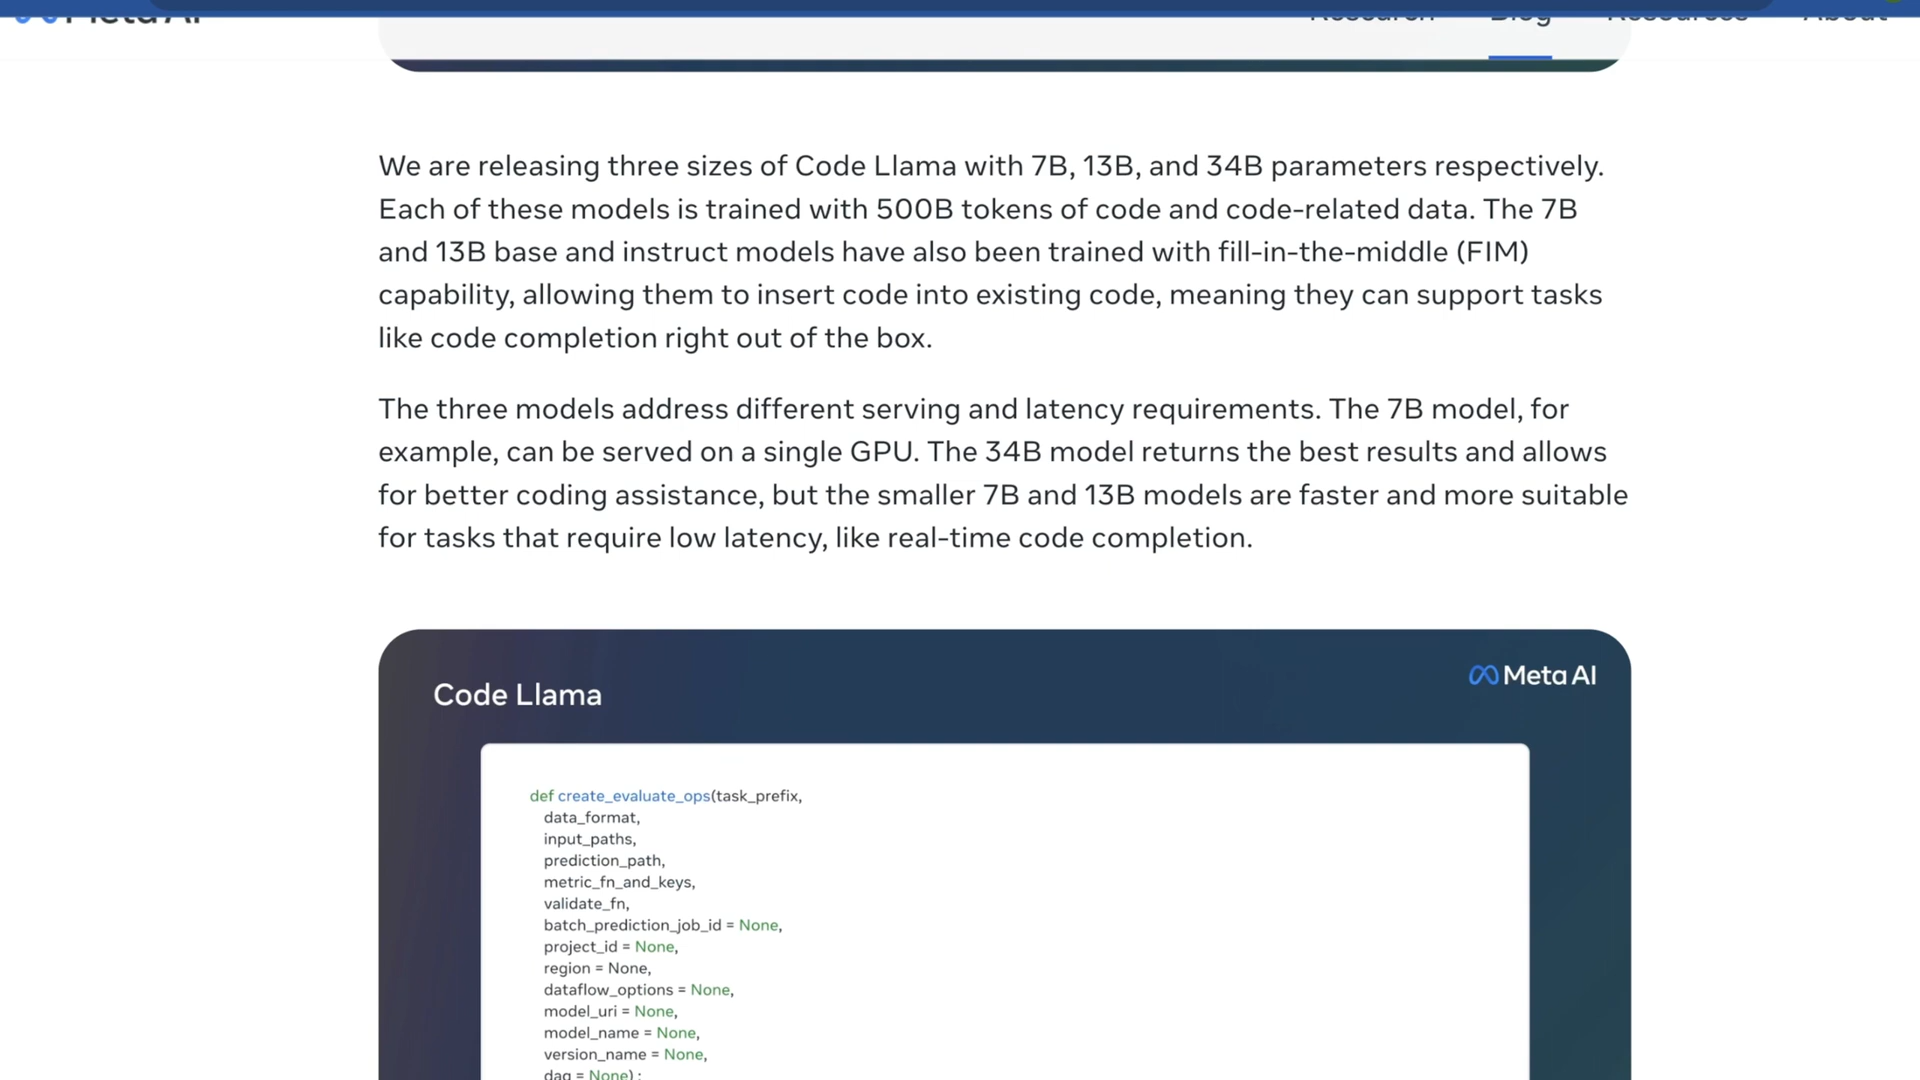 Meta AI
Research Blog Resources About
We are releasing three sizes of Code Llama with 7B, 13B, and 34B parameters respectively.
Each of these models is trained with 500B tokens of code and code-related data. The 7B
and 13B base and instruct models have also been trained with fill-in-the-middle (FIM)
capability, allowing them to insert code into existing code, meaning they can support tasks
like code completion right out of the box.
The three models address different serving and latency requirements. The 7B model, for
example, can be served on a single GPU. The 34B model returns the best results and allows
for better coding assistance, but the smaller 7B and 13B models are faster and more suitable
for tasks that require low latency, like real-time code completion.
Meta AI
Code Llama
def create_evaluate_ops(task_prefix,
data_format,
input_paths,
prediction_path,
metric_fn_and_keys,
validate_fn,
batch_prediction_job_id = None,
project_id = None,
region = None,
dataflow_options = None,
model_uri = None,
model_name = None,
version_name = None,
dag = None) :